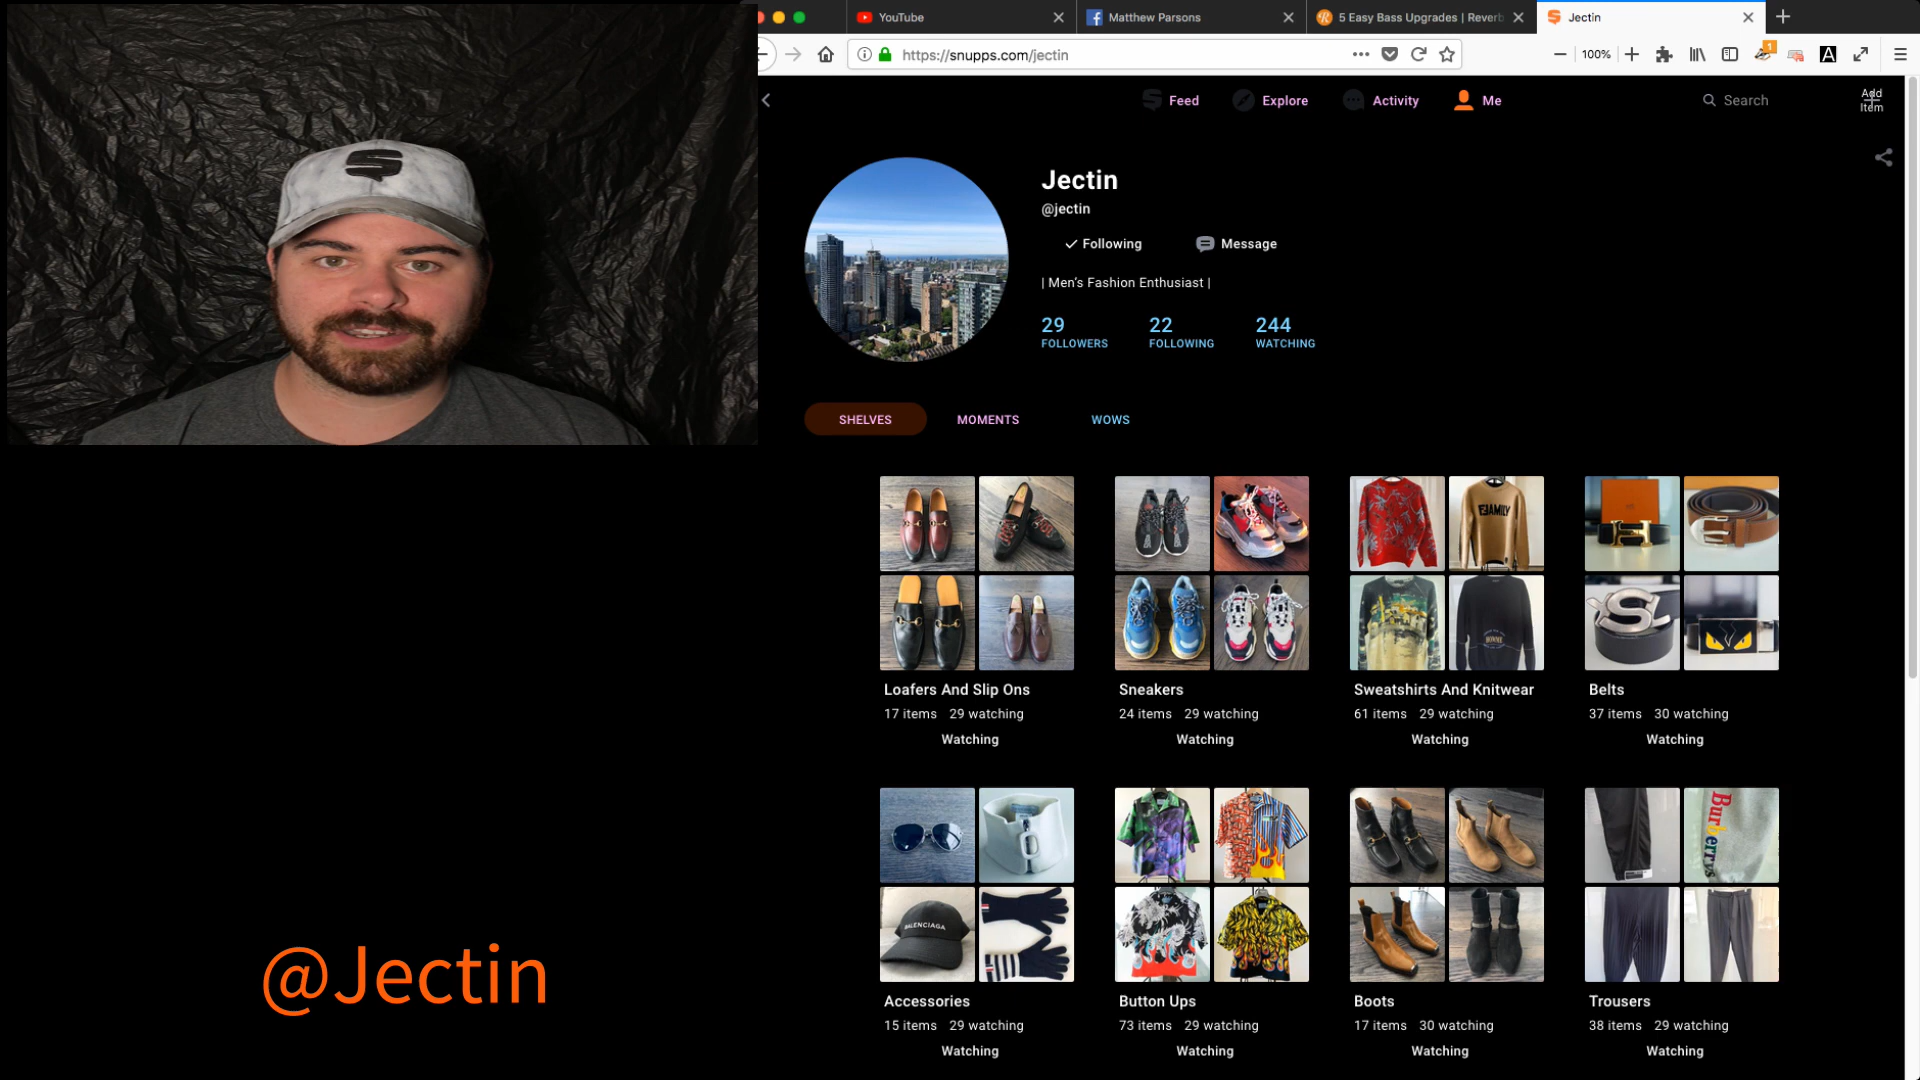 YouTube
Matthew Parsons
5 Easy Bass Upgrades | Reverb
Jectin
https://snupps.com/jectin
100%
1
A
Feed
Explore
Activity
Me
Search
Add
Item
Jectin
@jectin
Following
Message
| Men's Fashion Enthusiast |
29
FOLLOWERS
22
FOLLOWING
244
WATCHING
SHELVES
MOMENTS
WOWS
FAMILY
Loafers And Slip Ons
17 items 29 watching
Watching
Sneakers
24 items 29 watching
Watching
Sweatshirts And Knitwear
61 items 29 watching
Watching
Belts
37 items 30 watching
Watching
BALENCIAGA
Burberrys
Accessories
15 items 29 watching
Watching
Button Ups
73 items 29 watching
Watching
Boots
17 items 30 watching
Watching
Trousers
38 items 29 watching
Watching
@Jectin